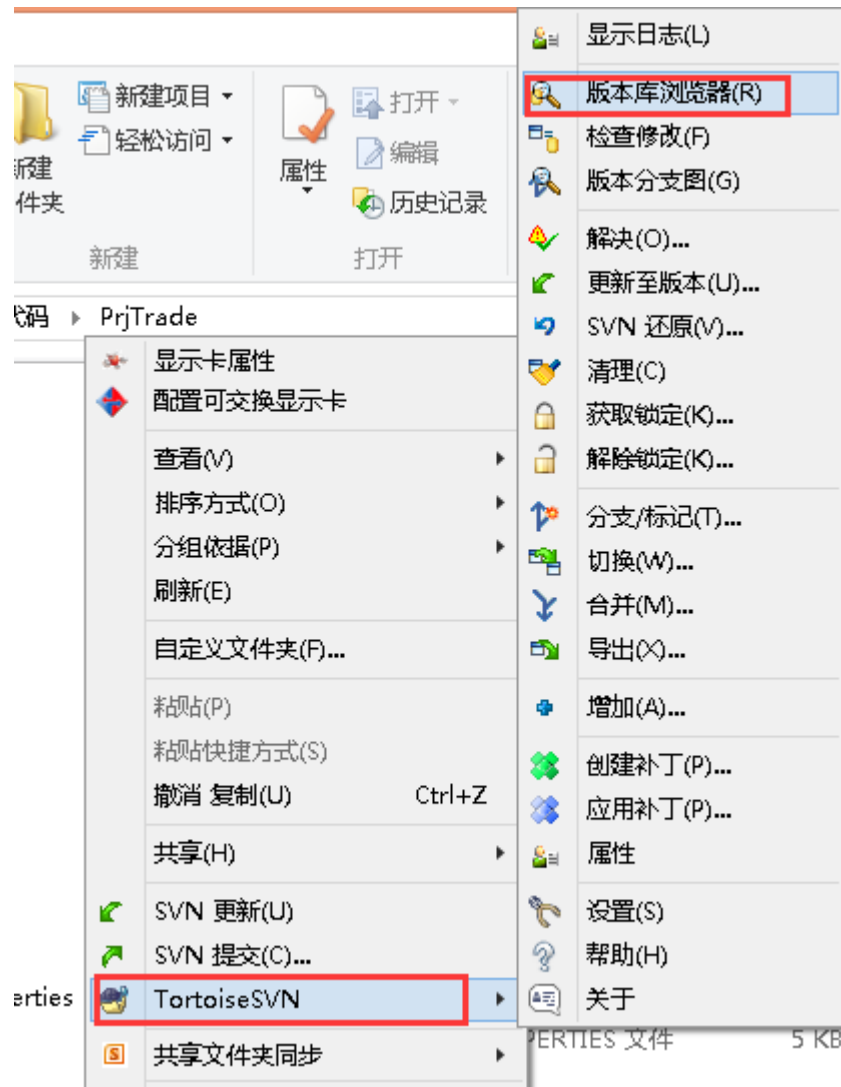 新建项目
轻松访问
新建
件夹
属性
打开
编辑
历史记录
新建
打开
代码 PrjTrade
显示卡属性
配置可交换显示卡
查看(V)
排序方式(O)
分组依据(P)
刷新(E)
自定义文件夹(F)...
粘贴(P)
粘贴快捷方式(S)
撤消 复制(U) Ctrl+Z
共享(H)
SVN 更新(U)
SVN 提交(C)...
erties
TortoiseSVN
共享文件夹同步
显示日志(L)
版本库浏览器(R)
检查修改(F)
版本分支图(G)
解决(O)...
更新至版本(U)...
SVN 还原(V)...
清理(C)
获取锁定(K)...
解除锁定(K)...
分支/标记(T)...
切换(W)...
合并(M)...
导出(X)...
增加(A)...
创建补丁(P)...
应用补丁(P)...
属性
设置(S)
帮助(H)
关于
PERTIES 文件 5 KB